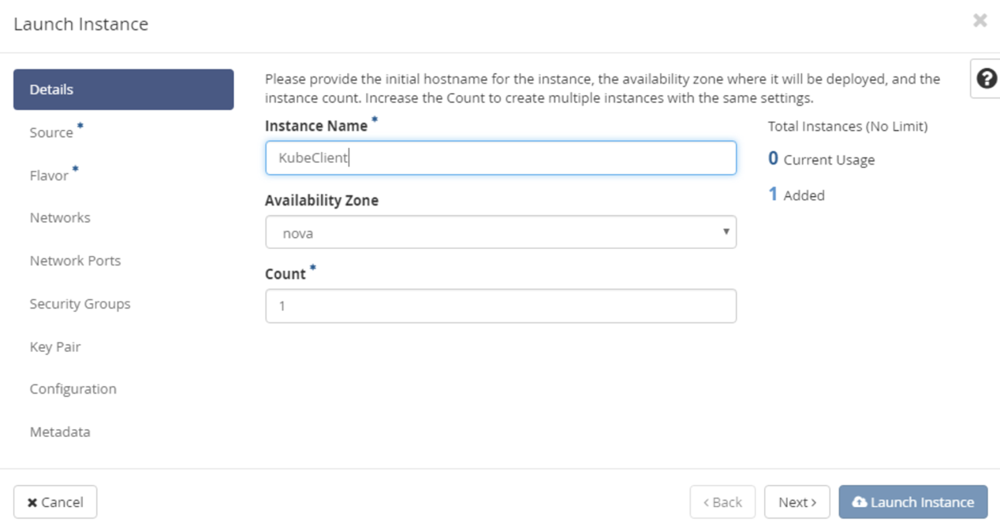 Launch Instance
×
Details
Source *
Flavor *
Networks
Network Ports
Security Groups
Key Pair
Configuration
Metadata
Please provide the initial hostname for the instance, the availability zone where it will be deployed, and the
instance count. Increase the Count to create multiple instances with the same settings.
Instance Name *
KubeClient
Availability Zone
nova
Count *
1
Total Instances (No Limit)
0 Current Usage
1 Added
?
× Cancel
‹ Back
Next ›
Launch Instance